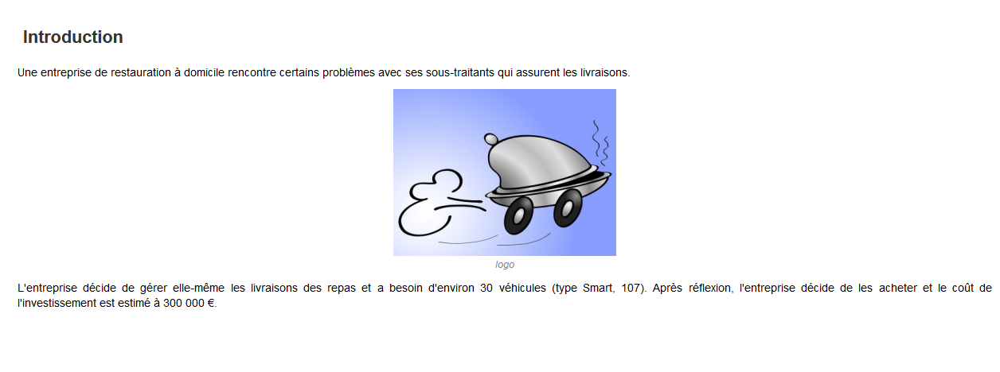 Introduction
Une entreprise de restauration à domicile rencontre certains problèmes avec ses sous-traitants qui assurent les livraisons.
logo
L'entreprise décide de gérer elle-même les livraisons des repas et a besoin d'environ 30 véhicules (type Smart, 107). Après réflexion, l'entreprise décide de les acheter et le coût de
l'investissement est estimé à 300 000 €.